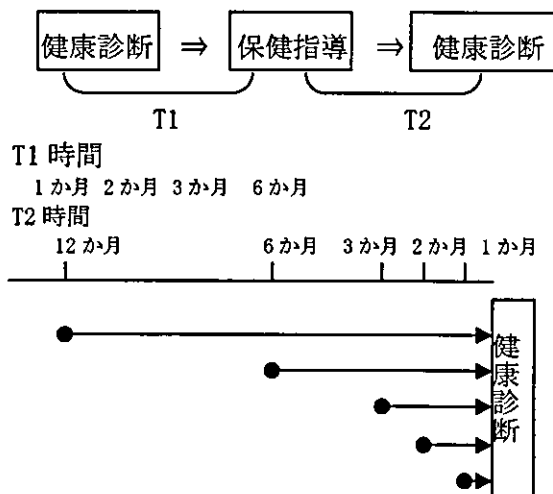 健康診断 ⇒ 保健指導 ⇒ 健康診断
T1 T2
T1 時間
1か月 2か月 3か月 6か月
T2 時間
12か月 6か月 3か月 2か月 1か月
健康診断